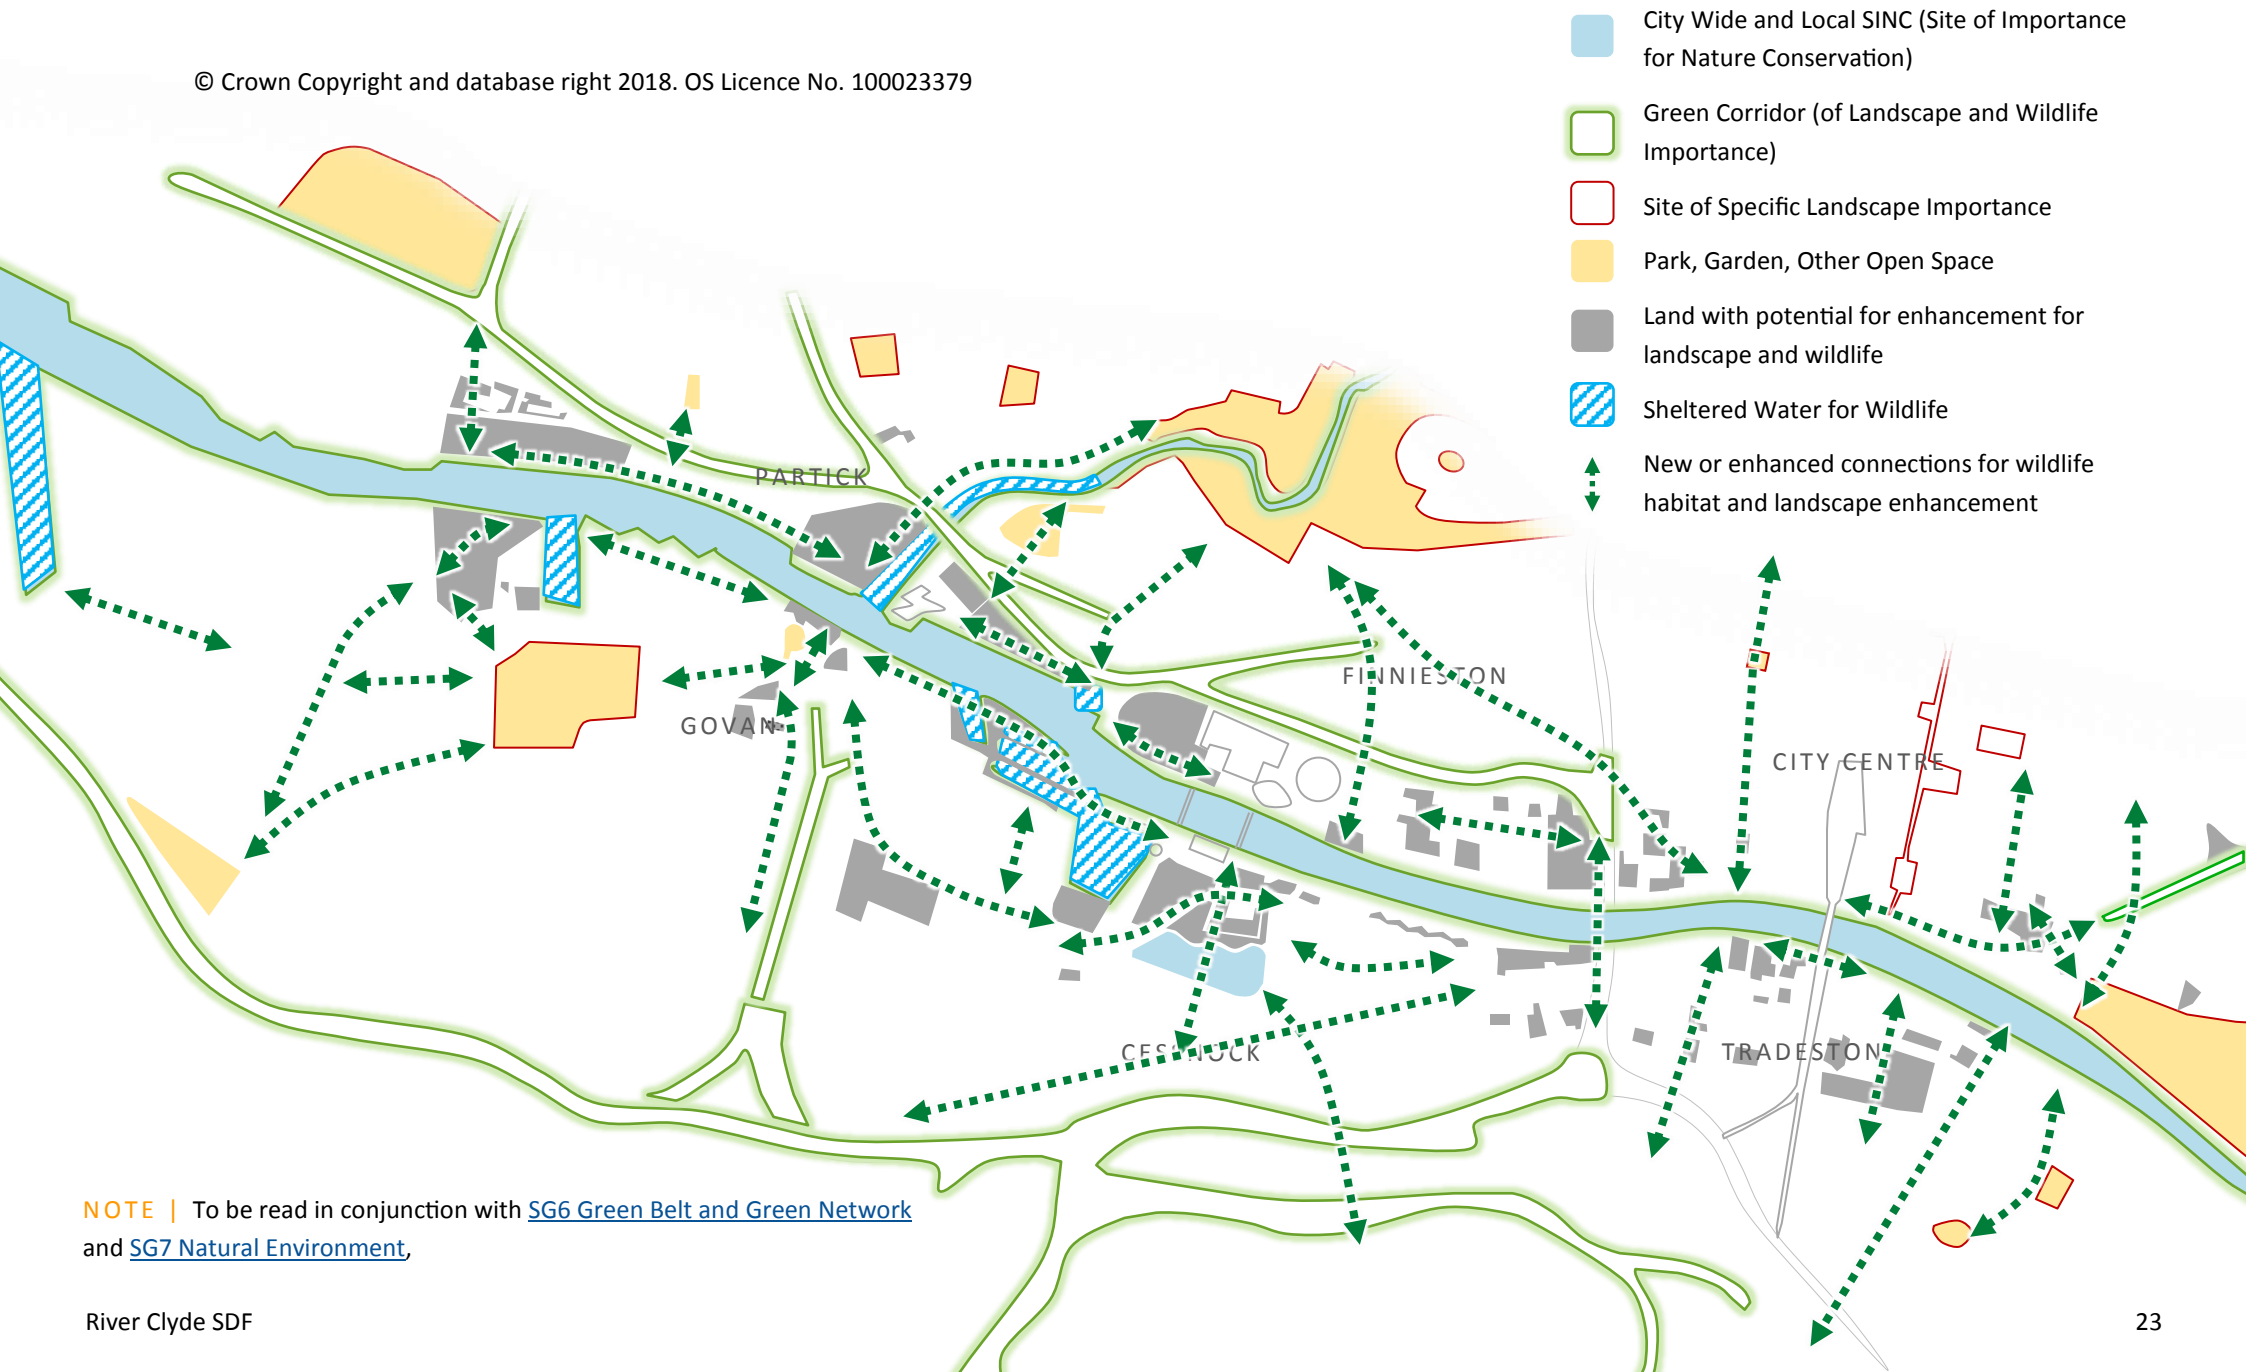 City Wide and Local SINC (Site of Importance
for Nature Conservation)
© Crown Copyright and database right 2018. OS Licence No. 100023379
Green Corridor (of Landscape and Wildlife
Importance)
Site of Specific Landscape Importance
Park, Garden, Other Open Space
Land with potential for enhancement for
landscape and wildlife
Sheltered Water for Wildlife
New or enhanced connections for wildlife
habitat and landscape enhancement
PARTICK
FINNIESTON
GOVAN
CITY CENTRE
CESSNOCK
TRADESTON
NOTE | To be read in conjunction with SG6 Green Belt and Green Network
and SG7 Natural Environment,
River Clyde SDF
23